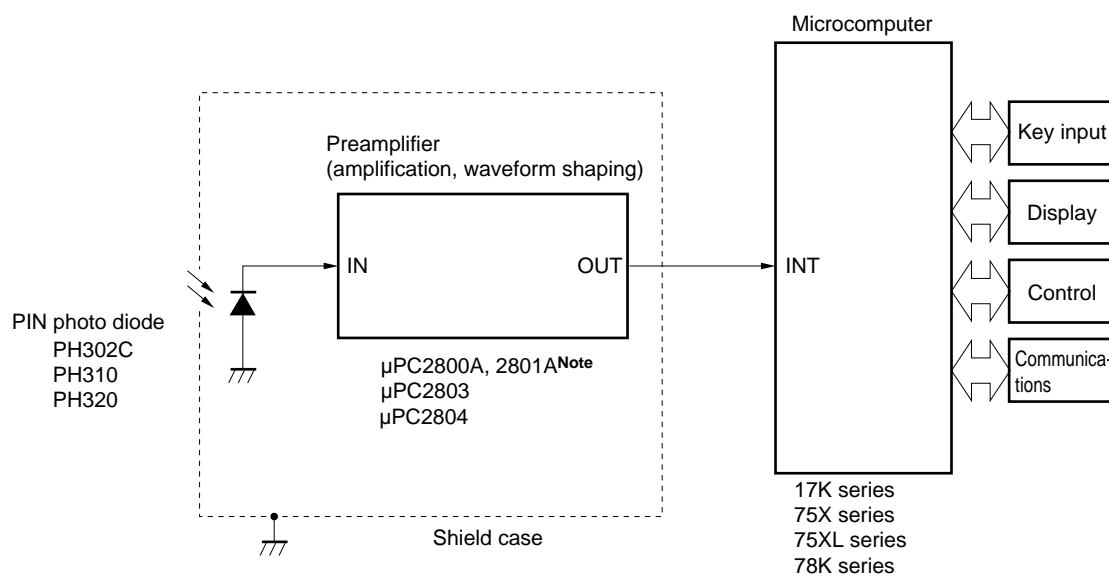 Microcomputer
Preamplifier
(amplification, waveform shaping)
IN
OUT
INT
Key input
Display
Control
Communica-
tions
PIN photo diode
PH302C
PH310
PH320
µPC2800A, 2801ANote
µPC2803
µPC2804
Shield case
17K series
75X series
75XL series
78K series